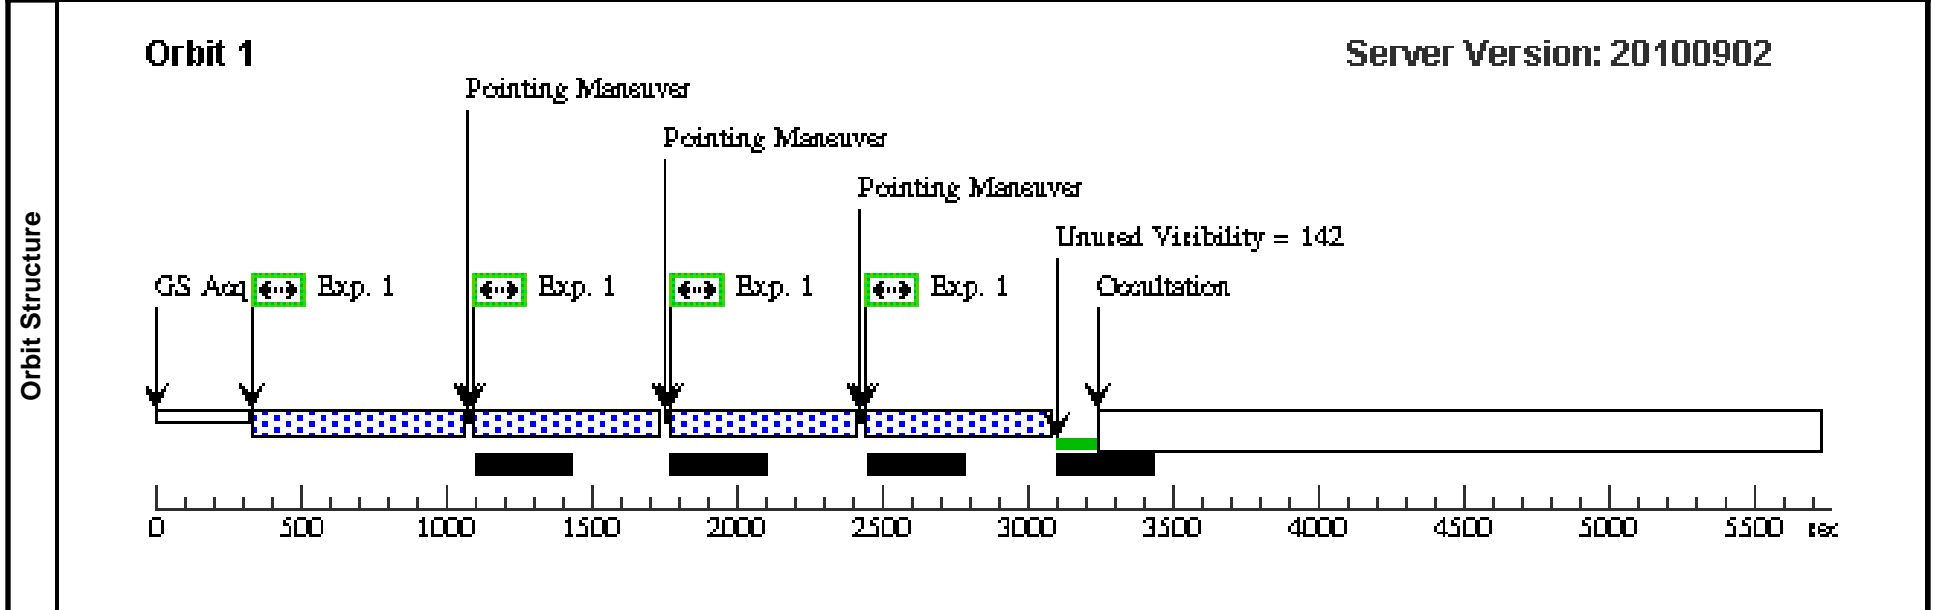 Orbit Structure
Orbit 1
Server Version: 20100902
Pointing Maneuver
Pointing Maneuver
Pointing Maneuver
Unused Visibility = 142
GS Acq
Exp. 1
Exp. 1
Exp. 1
Exp. 1
Occultation
0 500 1000 1500 2000 2500 3000 3500 4000 4500 5000 5500 sec